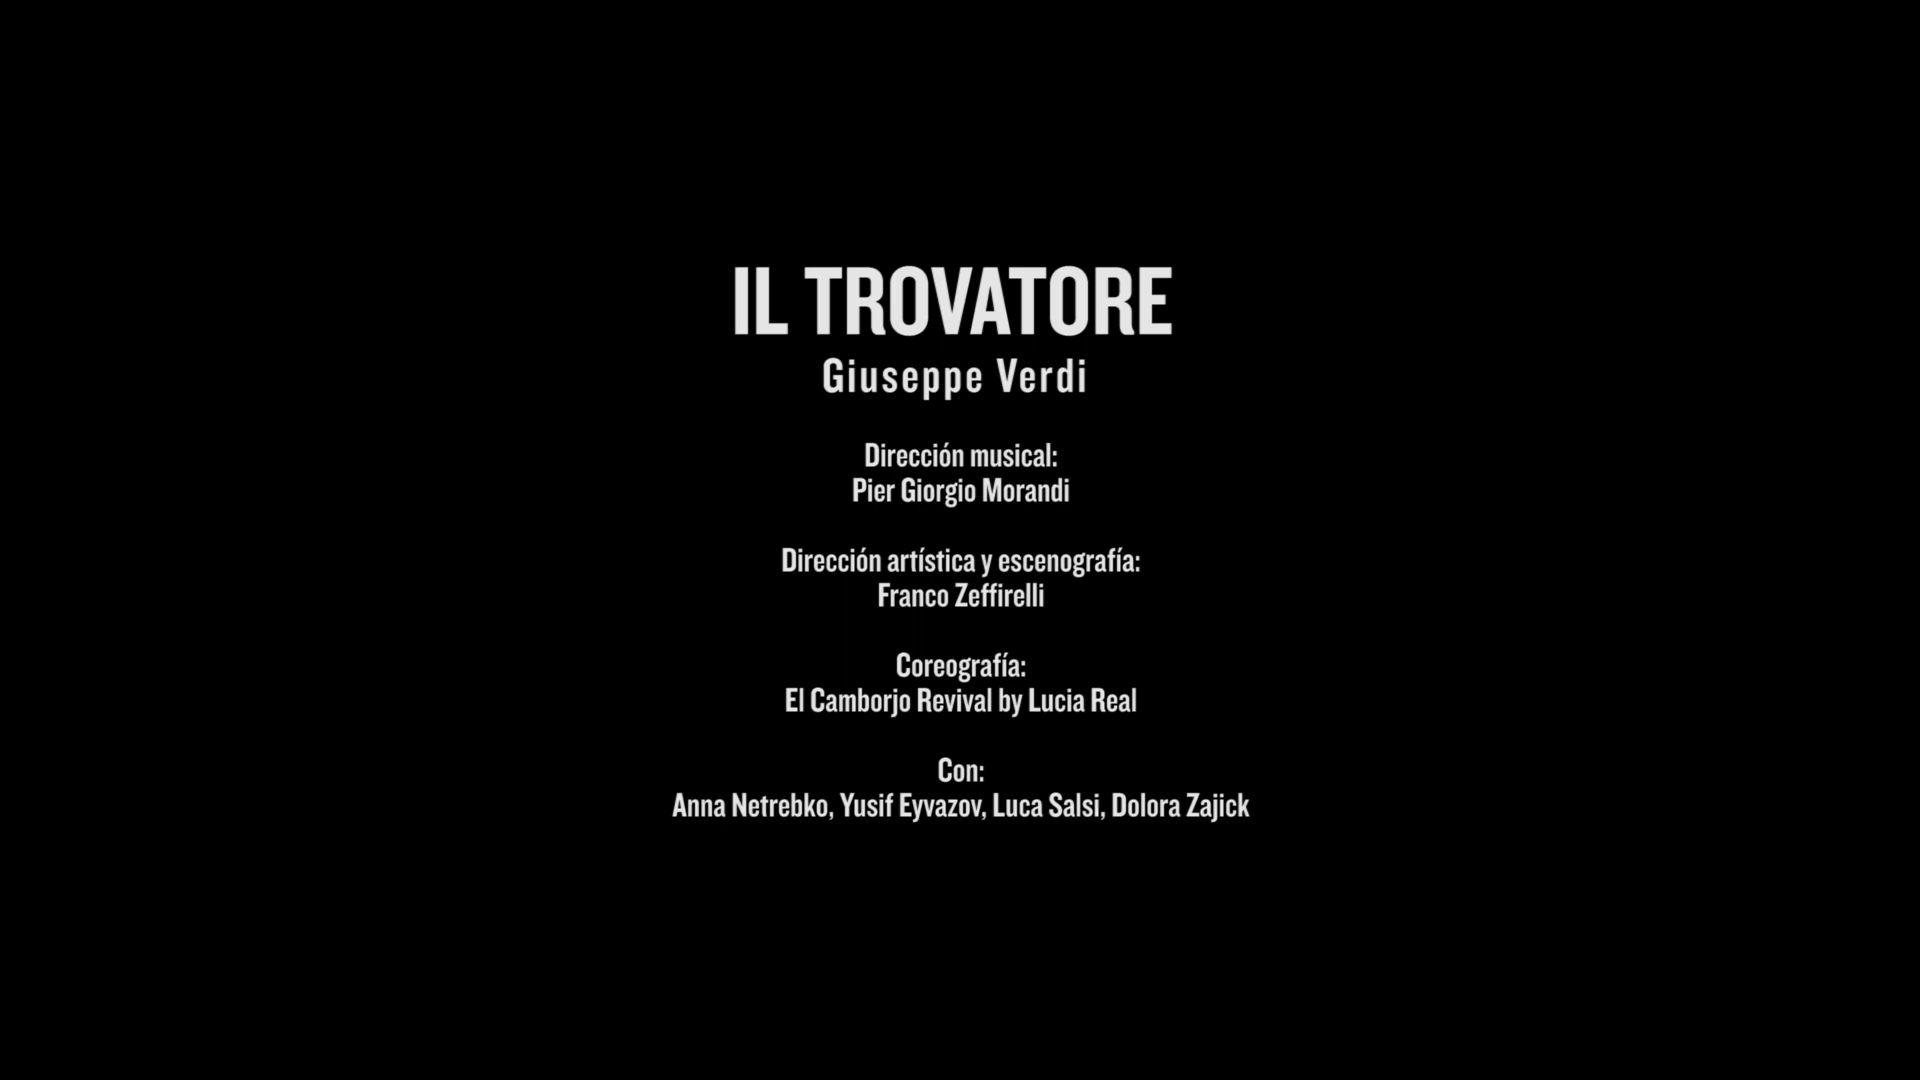 IL TROVATORE
Giuseppe Verdi
Dirección musical:
Pier Giorgio Morandi
Dirección artística y escenografía:
Franco Zeffirelli
Coreografía:
El Camborjo Revival by Lucia Real
Con:
Anna Netrebko, Yusif Eyvazov, Luca Salsi, Dolora Zajick